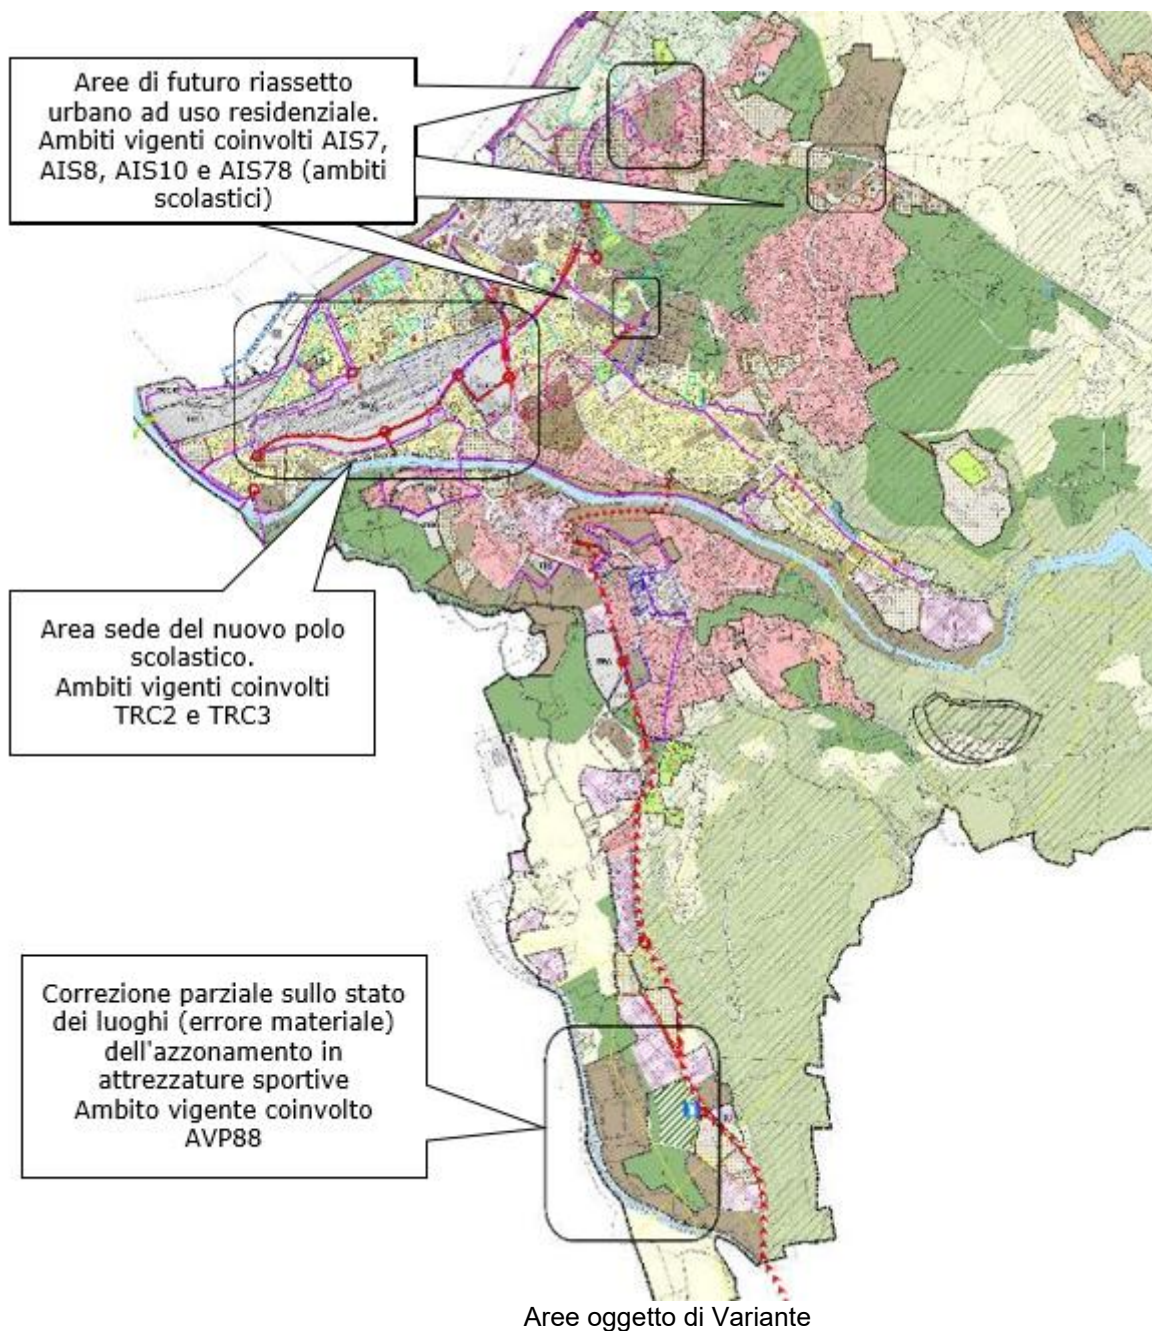 Aree di futuro riassetto
urbano ad uso residenziale.
Ambiti vigenti coinvolti AIS7,
AIS8, AIS10 e AIS78 (ambiti
scolastici)
Area sede del nuovo polo
scolastico.
Ambiti vigenti coinvolti
TRC2 e TRC3
Correzione parziale sullo stato
dei luoghi (errore materiale)
dell'azzonamento in
attrezzature sportive
Ambito vigente coinvolto
AVP88
Aree oggetto di Variante